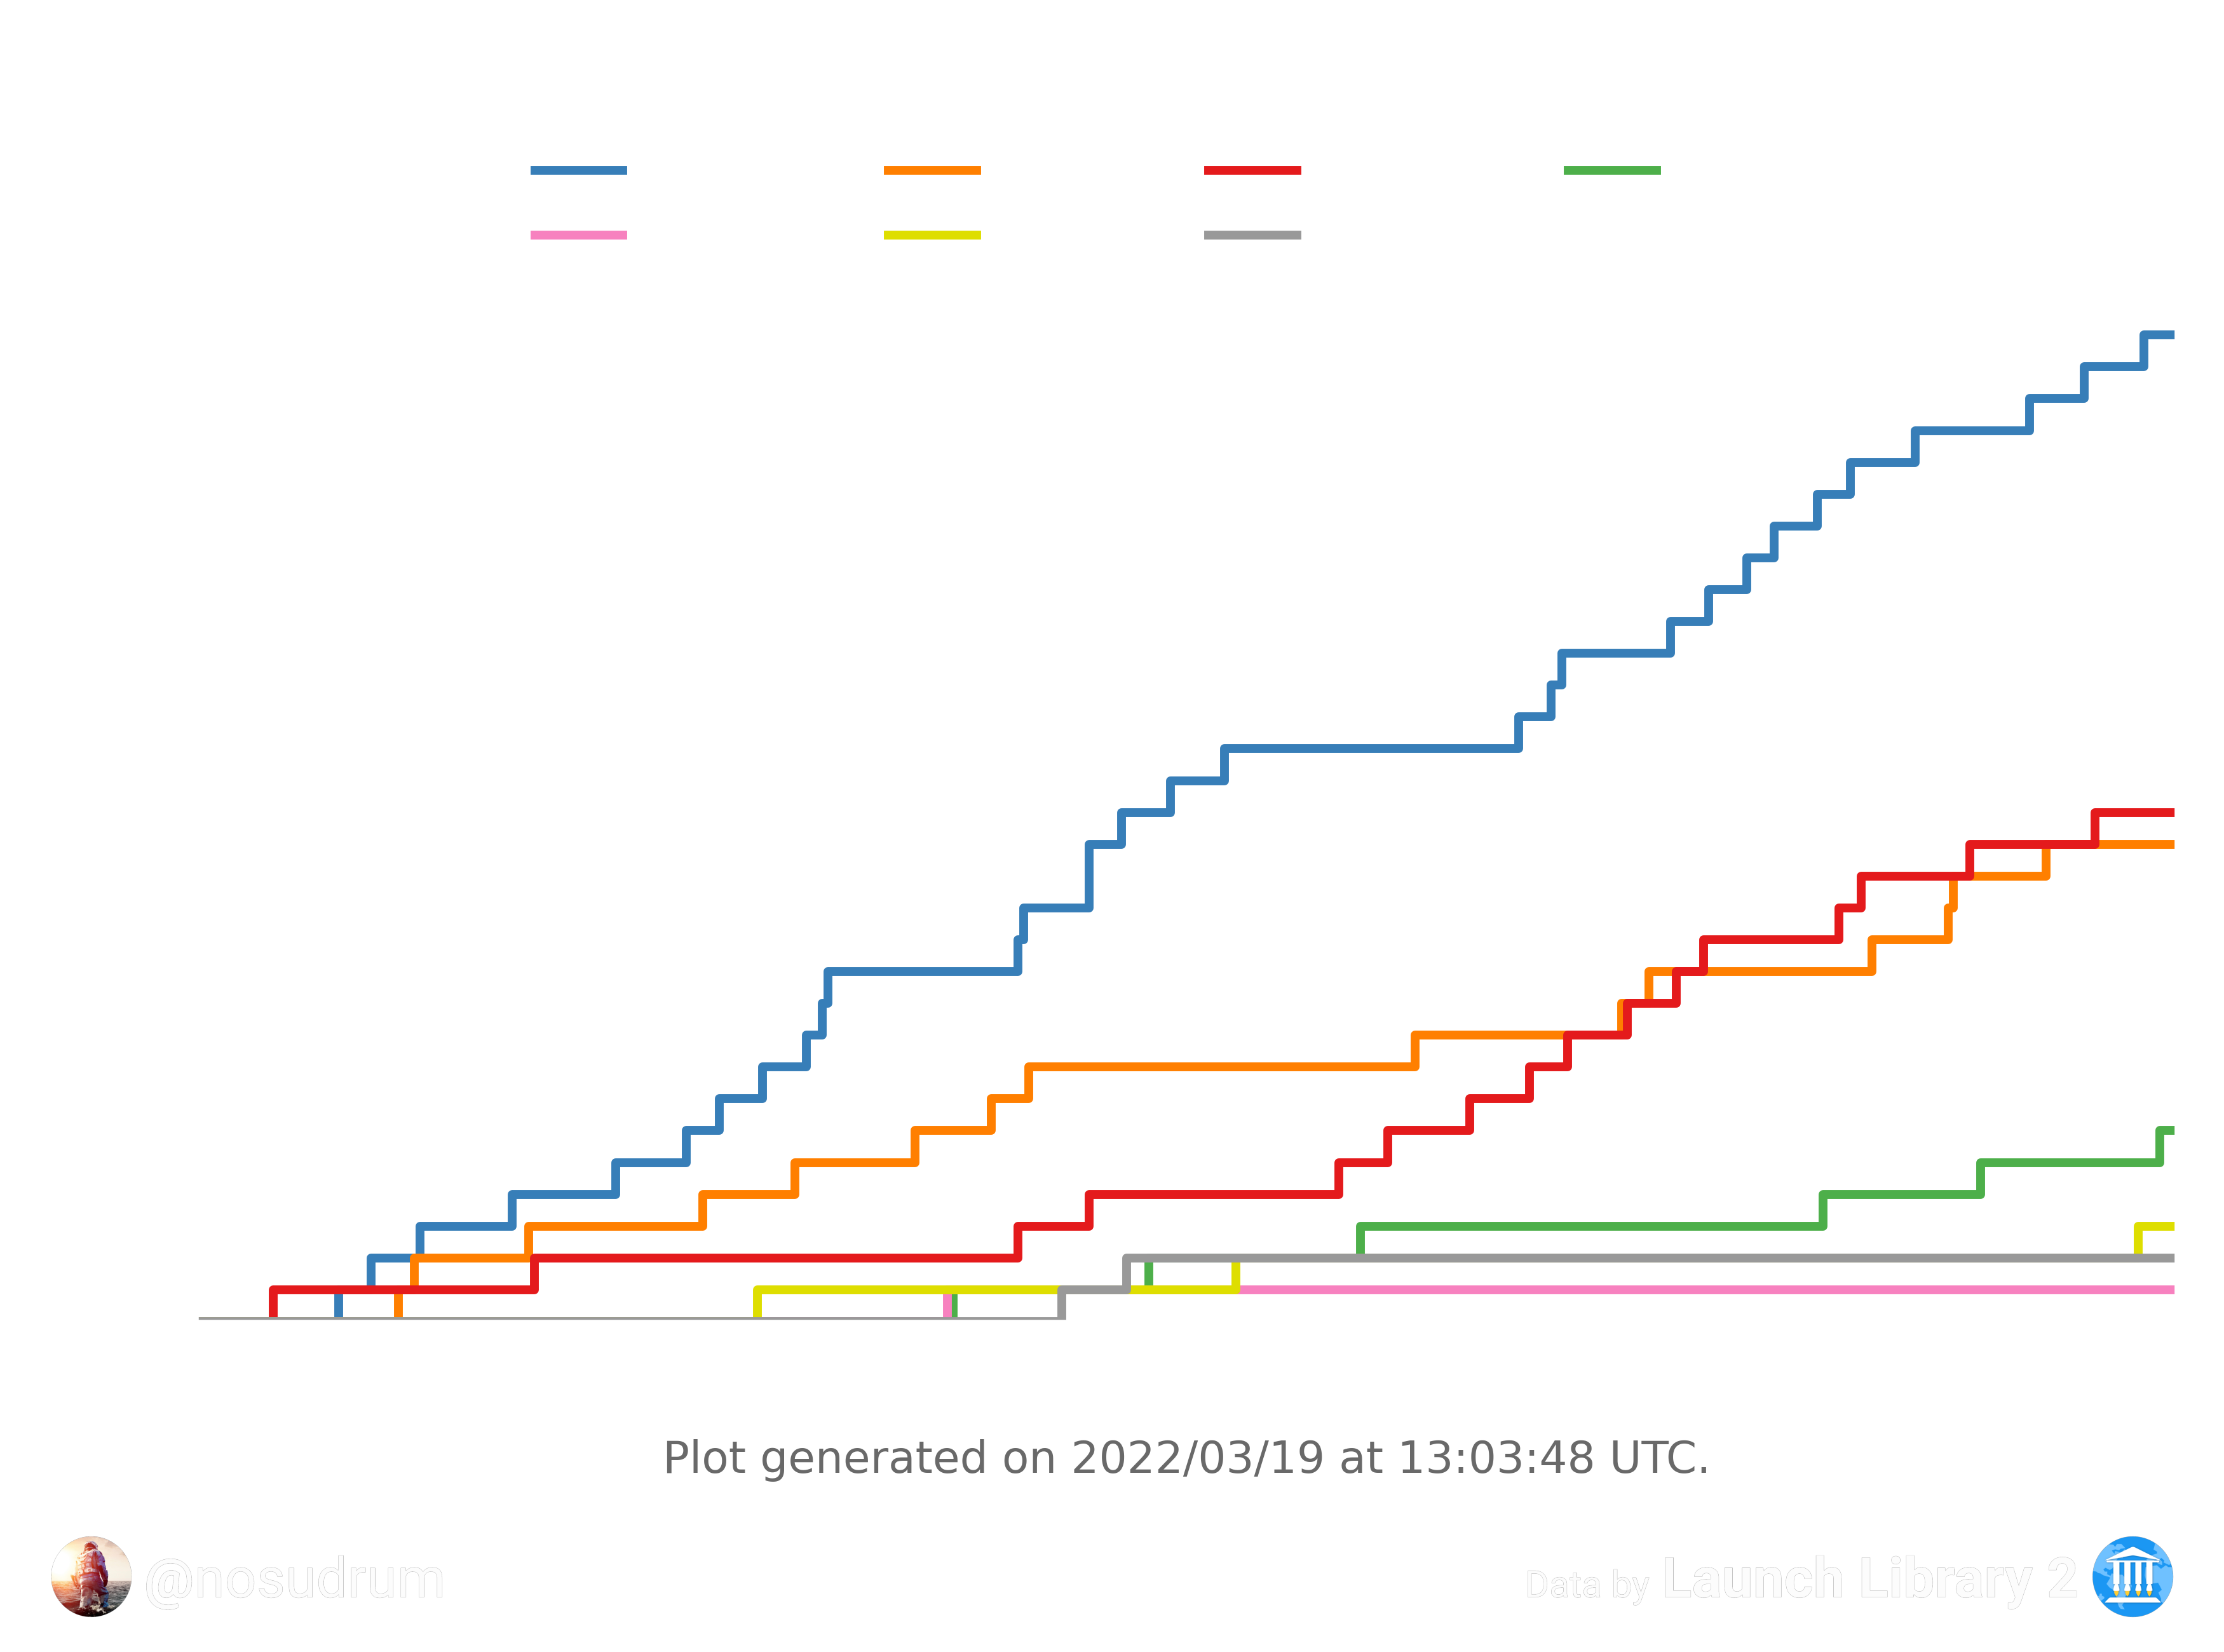 Plot generated on 2022/03/19 at 13:03:48 UTC.
@nosudrum
Data by Launch Library 2